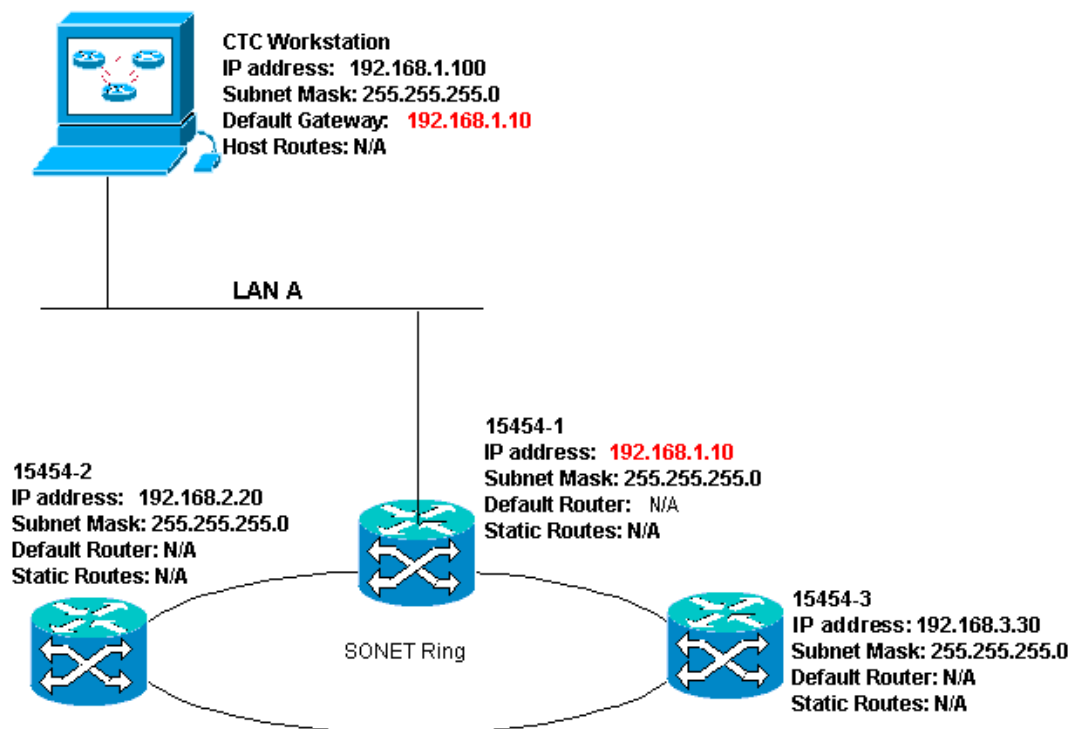 CTC Workstation
IP address: 192.168.1.100
Subnet Mask: 255.255.255.0
Default Gateway: 192.168.1.10
Host Routes: N/A
LAN A
15454-1
IP address: 192.168.1.10
Subnet Mask: 255.255.255.0
Default Router: N/A
Static Routes: N/A
15454-2
IP address: 192.168.2.20
Subnet Mask: 255.255.255.0
Default Router: N/A
Static Routes: N/A
15454-3
IP address: 192.168.3.30
Subnet Mask: 255.255.255.0
Default Router: N/A
Static Routes: N/A
SONET Ring